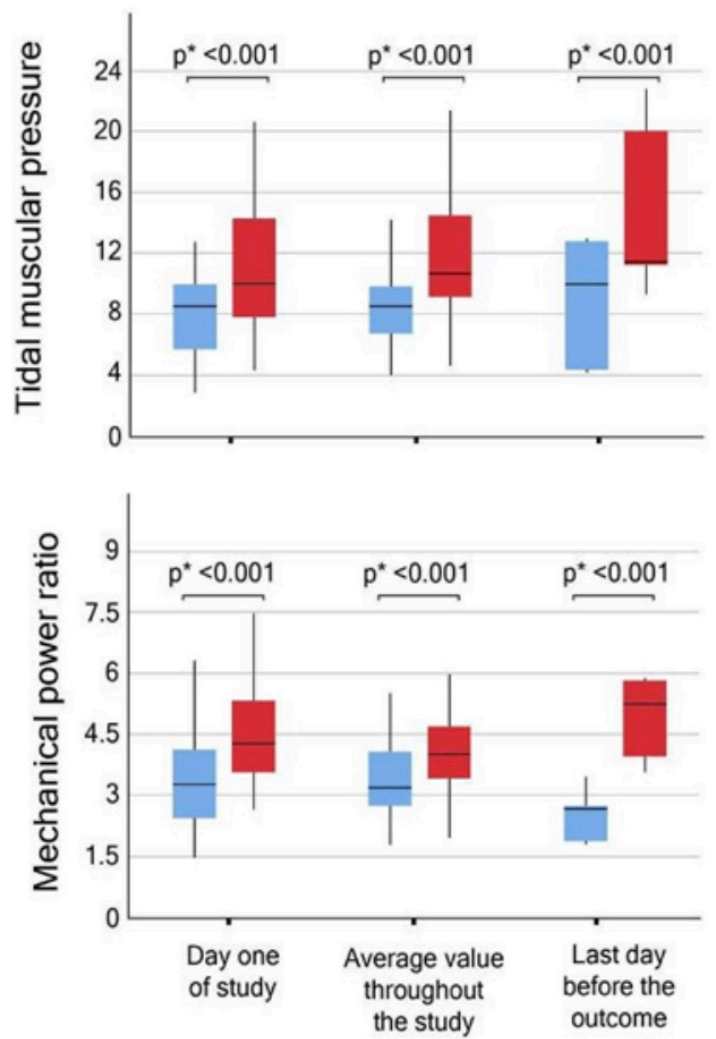 Tidal muscular pressure
p* <0.001
p* <0.001
p* <0.001
24
20
16
12
8
4
0
Mechanical power ratio
9
p* <0.001
p* <0.001
p* <0.001
7.5
6
4.5
3
1.5
0
Day one
of study
Average value
throughout
the study
Last day
before the
outcome